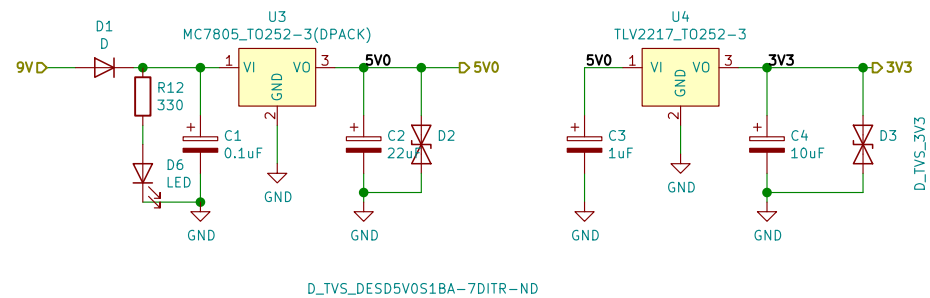 U3
MC7805_TO252-3(DPACK)
U4
TLV2217_TO252-3
D1
D
9V
1
VI
VO
3
5V0
5V0
GND
2
5V0
1
VI
VO
3
3V3
3V3
GND
2
R12
330
C1
0.1uF
C2
22uF
D2
C3
1uF
C4
10uF
D3
D_TVS_3V3
D6
LED
GND
GND
GND
GND
GND
GND
D_TVS_DESD5V0S1BA-7DITR-ND